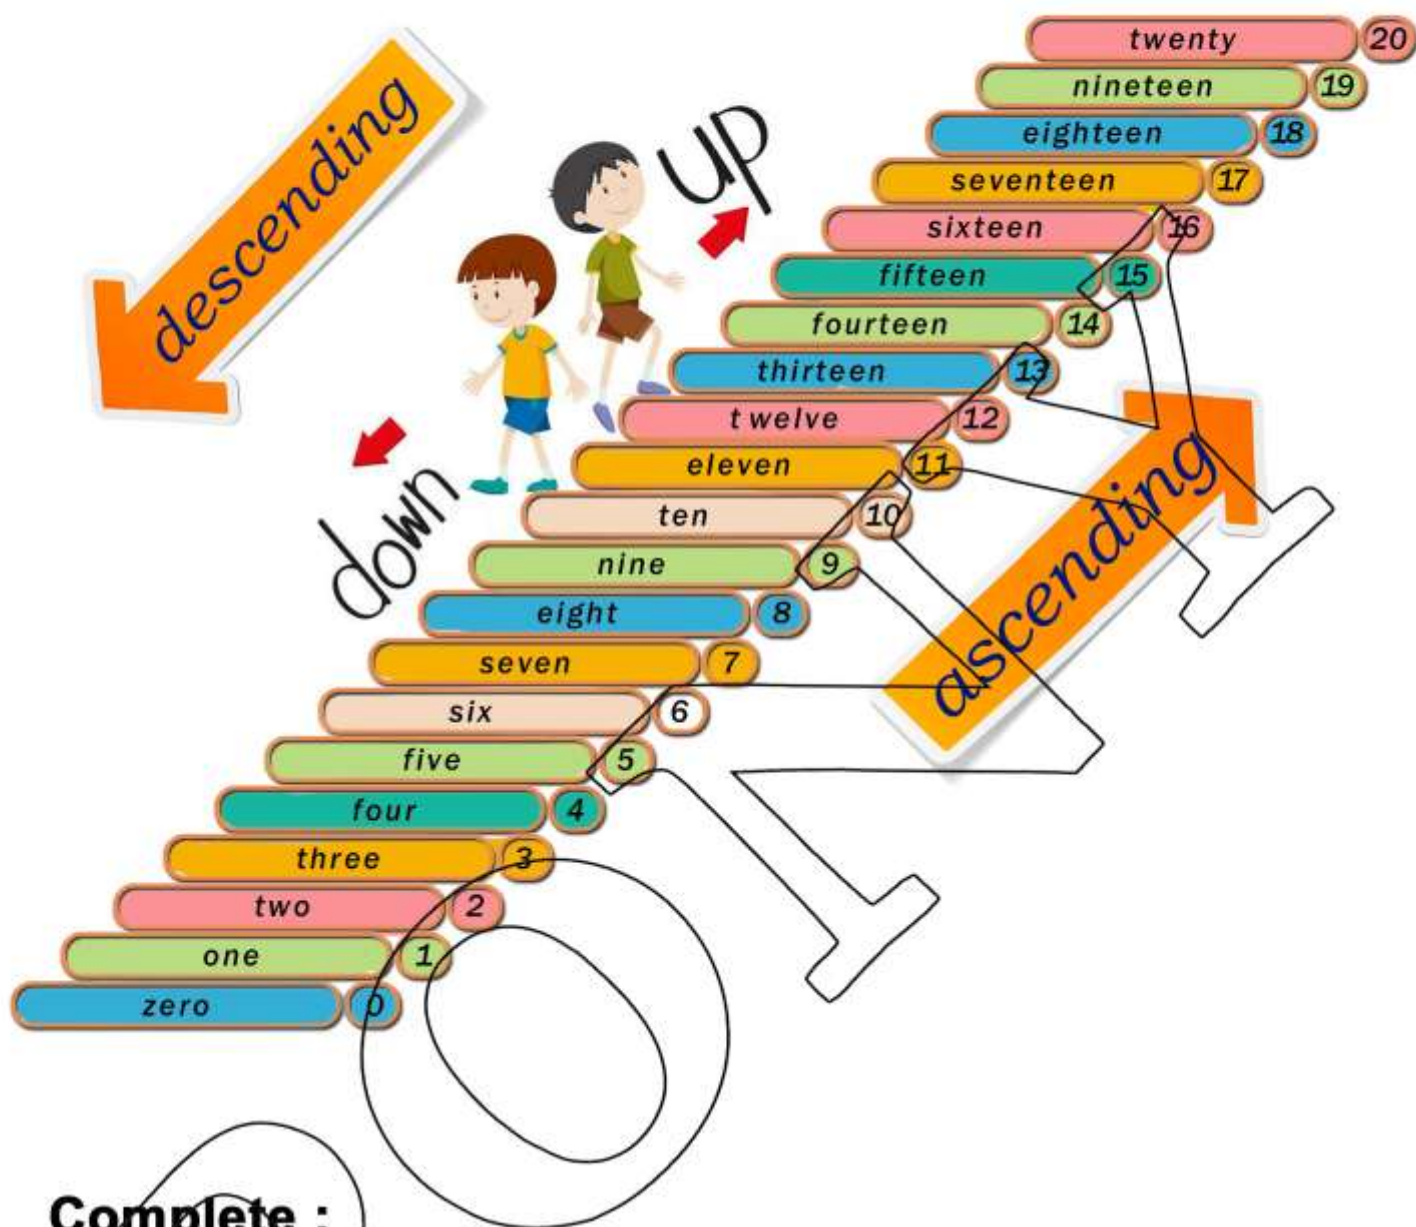 twenty 20
nineteen 19
descending
eighteen 18
up
seventeen 17
sixteen 16
fifteen 15
fourteen 14
thirteen 13
twelve 12
eleven 11
ascending
ten 10
down
nine 9
eight 8
seven 7
six 6
five 5
four 4
three 3
two 2
one 1
zero 0
Complete :